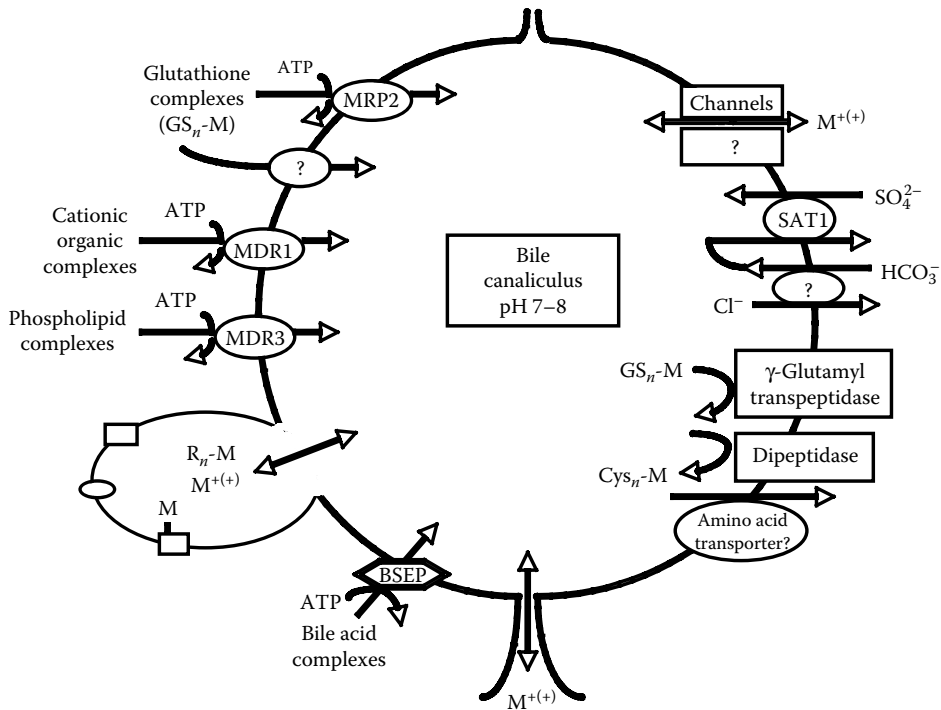 Glutathione
complexes
(GSₙ-M)
ATP
MRP2
?
Cationic
organic
complexes
ATP
MDR1
Phospholipid
complexes
ATP
MDR3
Rₙ-M
M⁺⁽⁺⁾
M
BSEP
ATP
Bile acid
complexes
Bile
canaliculus
pH 7–8
M⁺⁽⁺⁾
Channels
?
M⁺⁽⁺⁾
SO₄²⁻
SAT1
HCO₃⁻
?
Cl⁻
GSₙ-M
γ-Glutamyl
transpeptidase
Cysₙ-M
Dipeptidase
Amino acid
transporter?